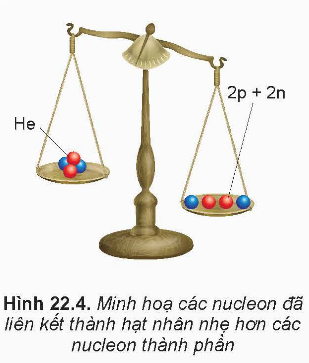 2p + 2n
He
Hình 22.4. Minh hoạ các nucleon đã
liên kết thành hạt nhân nhẹ hơn các
nucleon thành phần